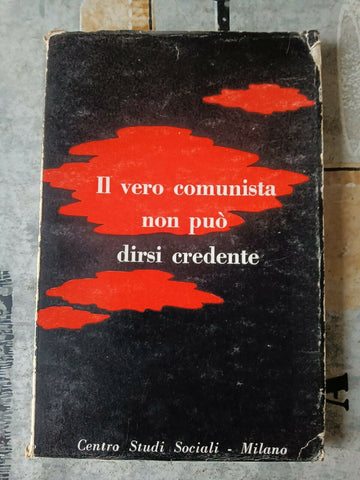 Il vero comunista
non può
dirsi credente
Centro Studi Sociali - Milano